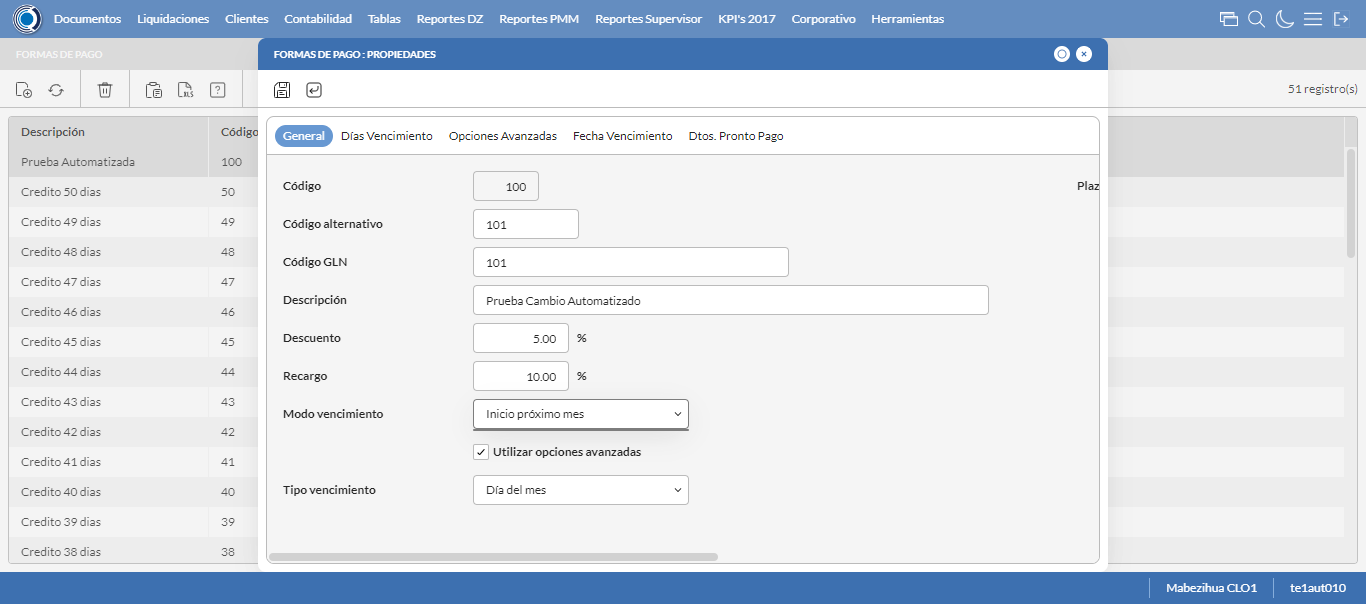 Documentos Liquidaciones Clientes Contabilidad Tablas Reportes DZ Reportes PMM Reportes Supervisor KPI's 2017 Corporativo Herramientas
FORMAS DE PAGO
FORMAS DE PAGO : PROPIEDADES
XLS ?
51 registro(s)
Descripción Código
Prueba Automatizada 100
Credito 50 dias 50
Credito 49 dias 49
Credito 48 dias 48
Credito 47 dias 47
Credito 46 dias 46
Credito 45 dias 45
Credito 44 dias 44
Credito 43 dias 43
Credito 42 dias 42
Credito 41 dias 41
Credito 40 dias 40
Credito 39 dias 39
Credito 38 dias 38
General Días Vencimiento Opciones Avanzadas Fecha Vencimiento Dtos. Pronto Pago
Código 100 Plaz
Código alternativo 101
Código GLN 101
Descripción Prueba Cambio Automatizado
Descuento 5.00 %
Recargo 10.00 %
Modo vencimiento Inicio próximo mes
Utilizar opciones avanzadas
Tipo vencimiento Día del mes
Mabezihua CLO1 te1aut010